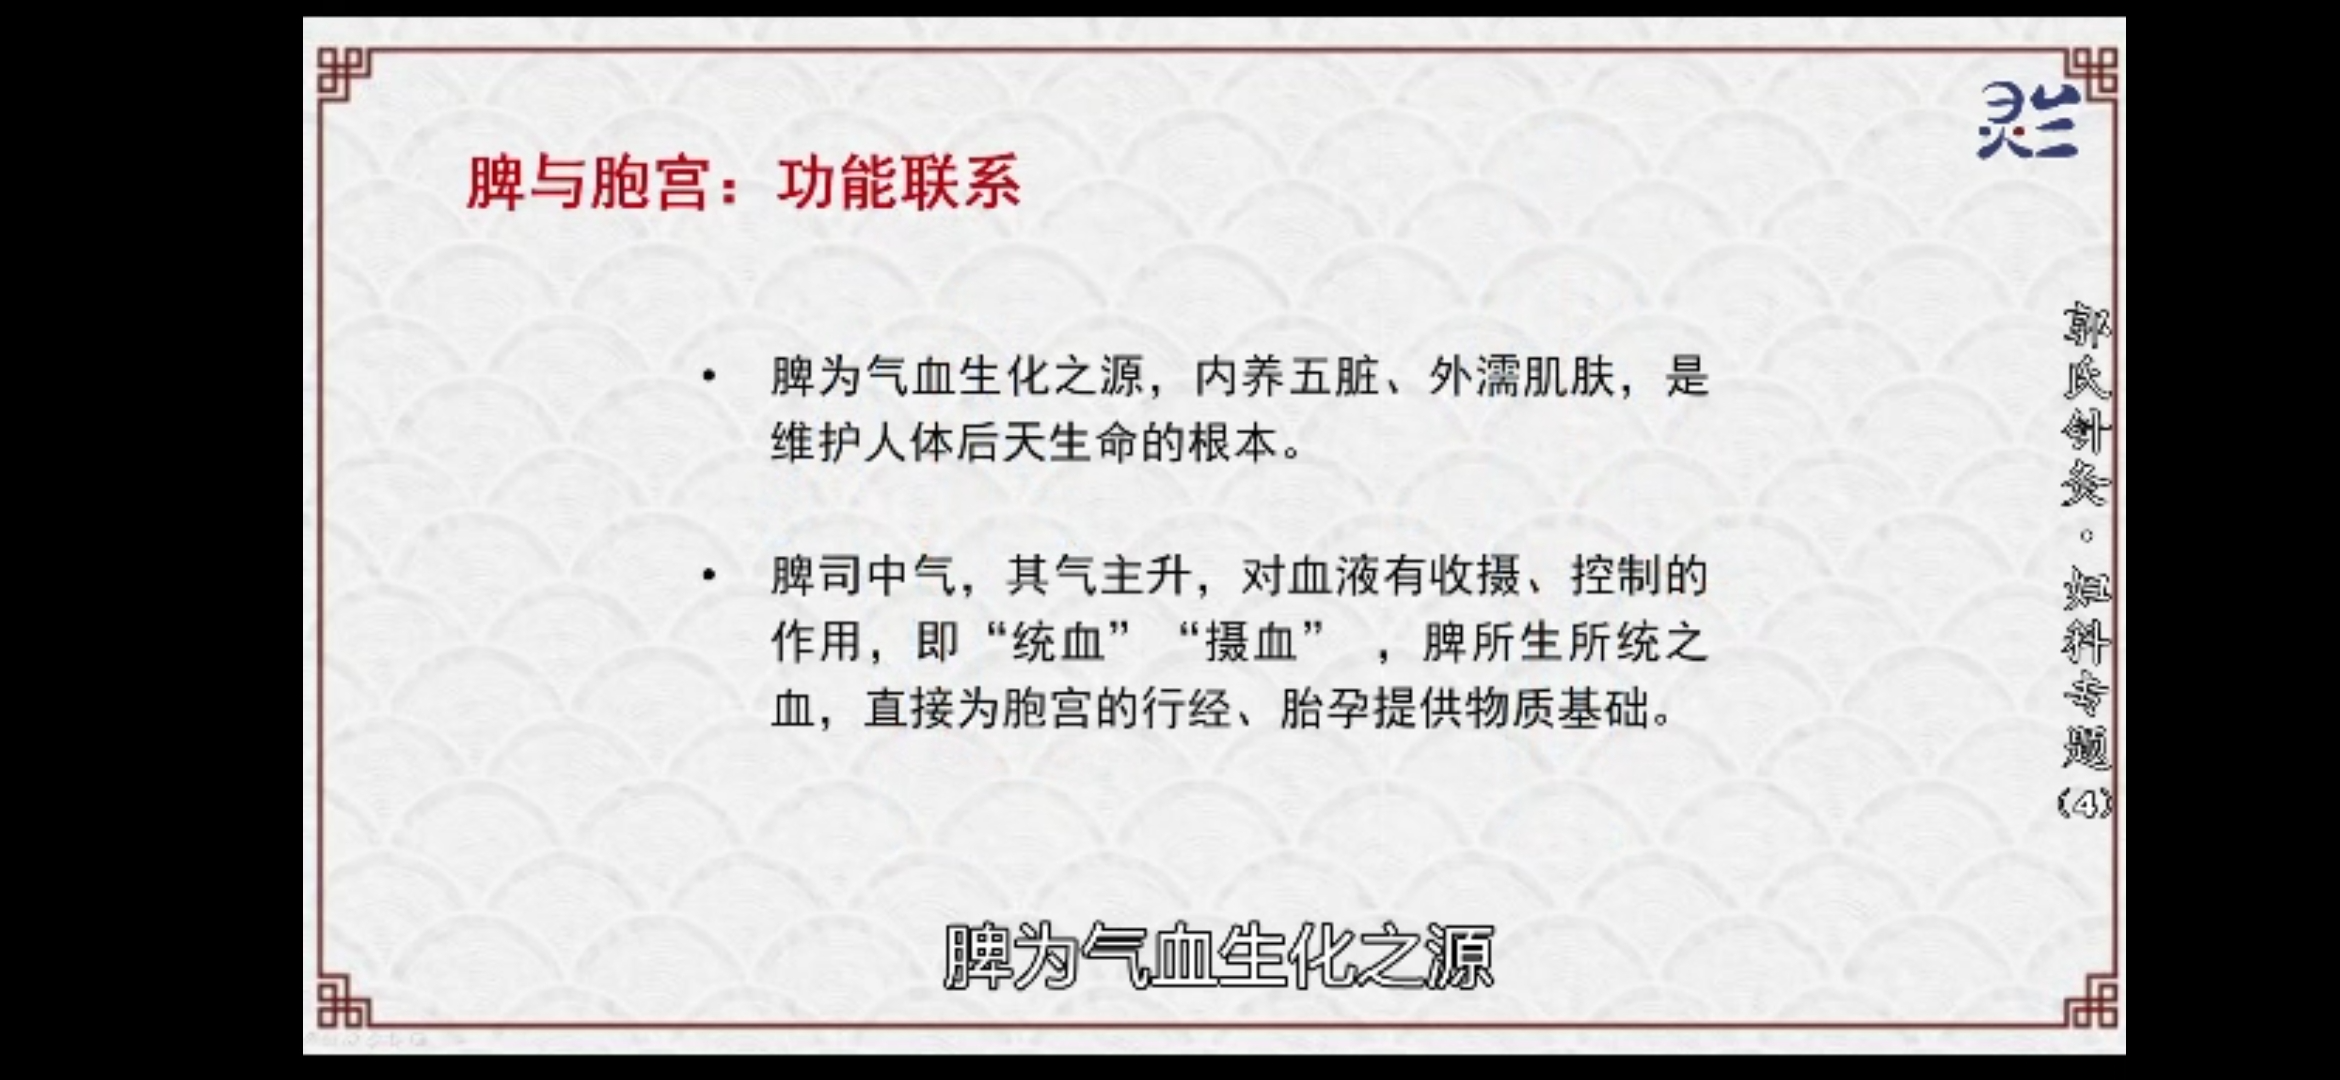 脾与胞宫：功能联系
• 脾为气血生化之源，内养五脏、外濡肌肤，是
维护人体后天生命的根本。
• 脾司中气，其气主升，对血液有收摄、控制的
作用，即“统血”“摄血”，脾所生所统之
血，直接为胞宫的行经、胎孕提供物质基础。
郭氏针灸·妇科专题(4)
脾为气血生化之源